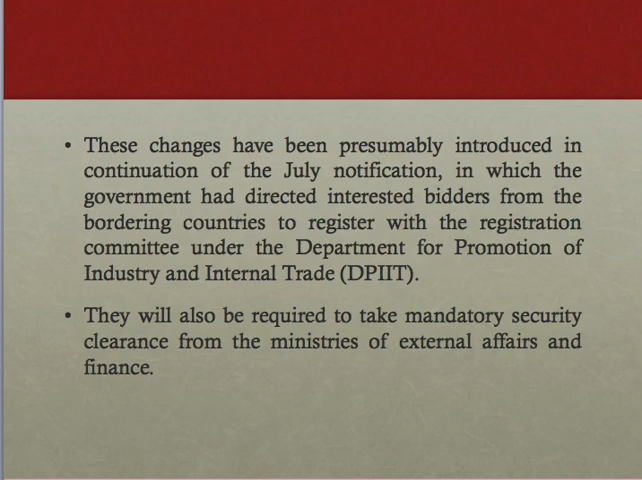 • These changes have been presumably introduced in
continuation of the July notification, in which the
government had directed interested bidders from the
bordering countries to register with the registration
committee under the Department for Promotion of
Industry and Internal Trade (DPIIT).
• They will also be required to take mandatory security
clearance from the ministries of external affairs and
finance.